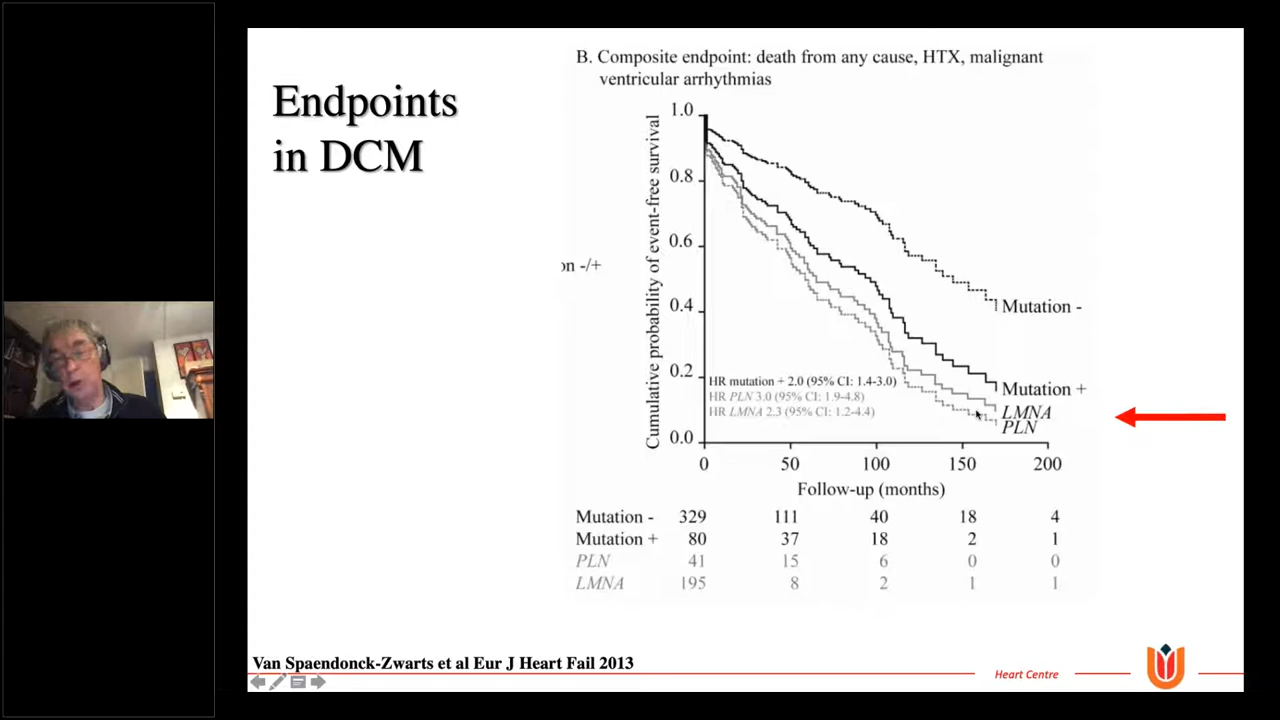 Endpoints
in DCM
B. Composite endpoint: death from any cause, HTX, malignant
ventricular arrhythmias
on -/+
Cumulative probability of event-free survival
1.0
0.8
0.6
0.4
0.2
0.0
Mutation -
Mutation +
LMNA
PLN
HR mutation + 2.0 (95% CI: 1.4-3.0)
HR PLN 3.0 (95% CI: 1.9-4.8)
HR LMNA 2.3 (95% CI: 1.2-4.4)
0 50 100 150 200
Follow-up (months)
Mutation - 329 111 40 18 4
Mutation + 80 37 18 2 1
PLN 41 15 6 0 0
LMNA 195 8 2 1 1
Van Spaendonck-Zwarts et al Eur J Heart Fail 2013
Heart Centre